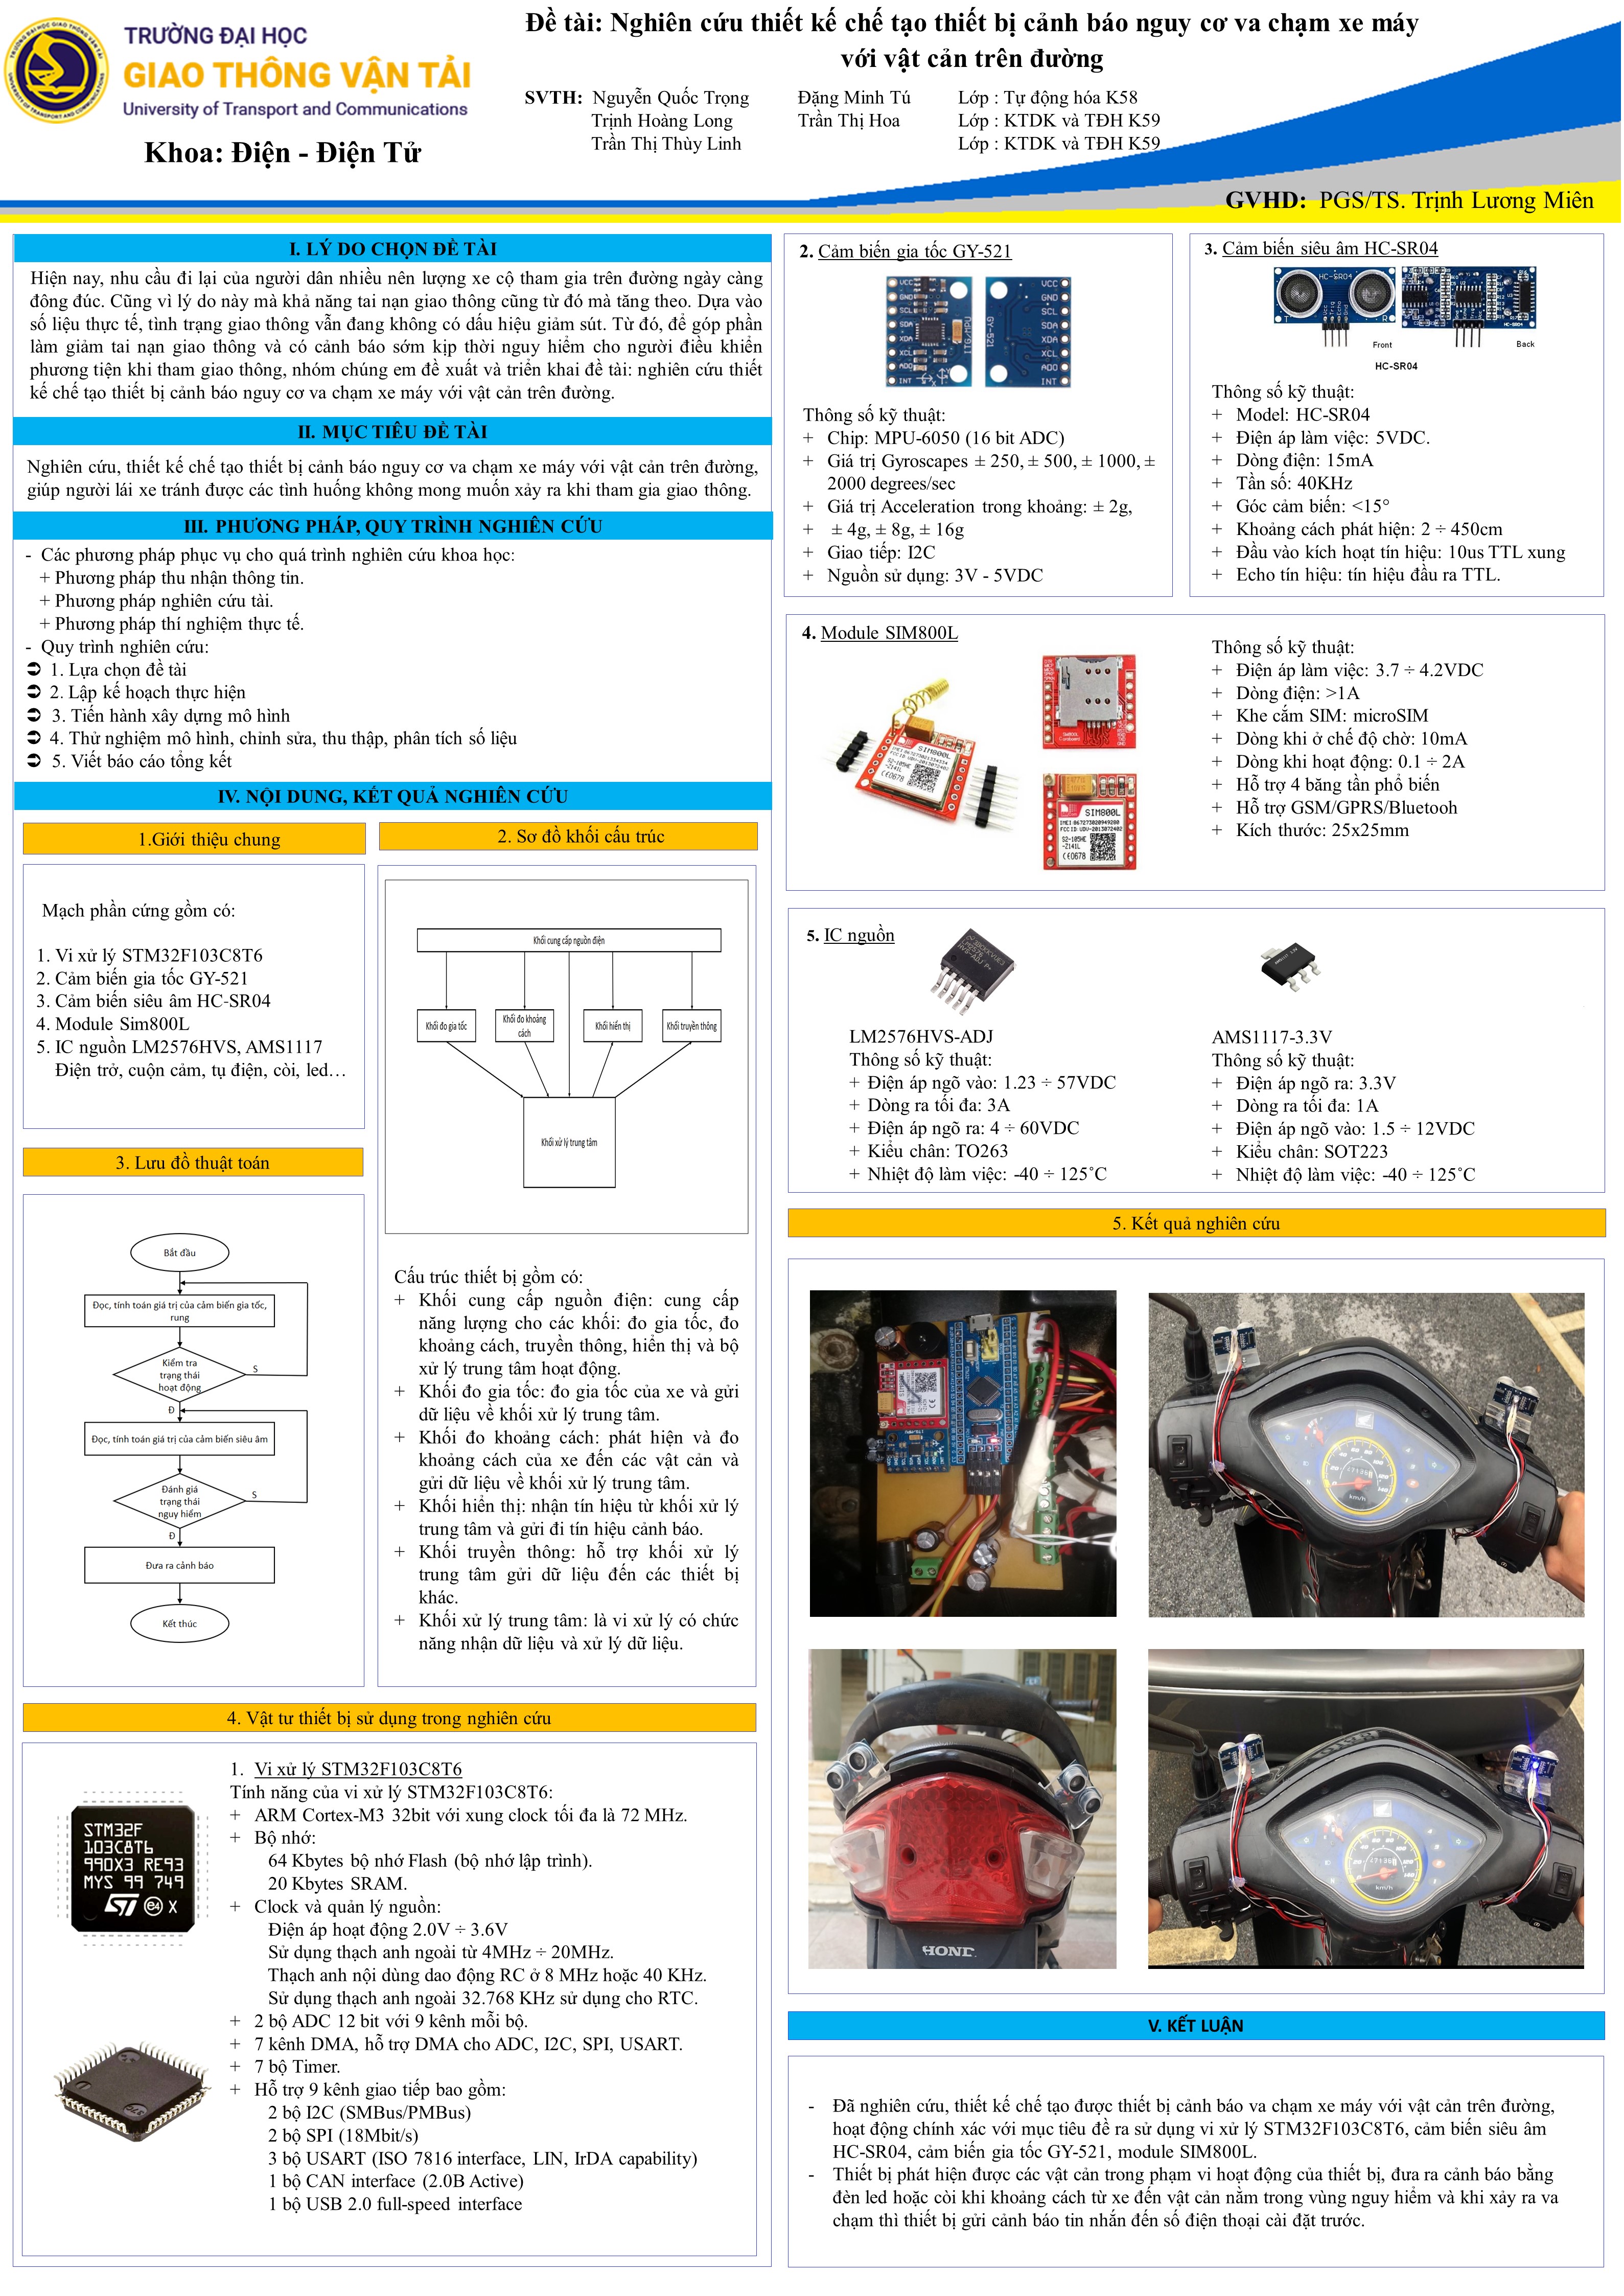 TRƯỜNG ĐẠI HỌC
GIAO THÔNG VẬN TẢI
University of Transport and Communications
Khoa: Điện - Điện Tử
Đề tài: Nghiên cứu thiết kế chế tạo thiết bị cảnh báo nguy cơ va chạm xe máy
với vật cản trên đường
SVTH: Nguyễn Quốc Trọng Đặng Minh Tú Lớp : Tự động hóa K58
Trịnh Hoàng Long Trần Thị Hoa Lớp : KTDK và TĐH K59
Trần Thị Thùy Linh Lớp : KTDK và TĐH K59
GVHD: PGS/TS. Trịnh Lương Miên
I. LÝ DO CHỌN ĐỀ TÀI
Hiện nay, nhu cầu đi lại của người dân nhiều nên lượng xe cộ tham gia trên đường ngày càng
đông đúc. Cũng vì lý do này mà khả năng tai nạn giao thông cũng từ đó mà tăng theo. Dựa vào
số liệu thực tế, tình trạng giao thông vẫn đang không có dấu hiệu giảm sút. Từ đó, để góp phần
làm giảm tai nạn giao thông và có cảnh báo sớm kịp thời nguy hiểm cho người điều khiển
phương tiện khi tham giao thông, nhóm chúng em đề xuất và triển khai đề tài: nghiên cứu thiết
kế chế tạo thiết bị cảnh báo nguy cơ va chạm xe máy với vật cản trên đường.
II. MỤC TIÊU ĐỀ TÀI
Nghiên cứu, thiết kế chế tạo thiết bị cảnh báo nguy cơ va chạm xe máy với vật cản trên đường,
giúp người lái xe tránh được các tình huống không mong muốn xảy ra khi tham gia giao thông.
III. PHƯƠNG PHÁP, QUY TRÌNH NGHIÊN CỨU
- Các phương pháp phục vụ cho quá trình nghiên cứu khoa học:
+ Phương pháp thu nhận thông tin.
+ Phương pháp nghiên cứu tài.
+ Phương pháp thí nghiệm thực tế.
- Quy trình nghiên cứu:
➲ 1. Lựa chọn đề tài
➲ 2. Lập kế hoạch thực hiện
➲ 3. Tiến hành xây dựng mô hình
➲ 4. Thử nghiệm mô hình, chỉnh sửa, thu thập, phân tích số liệu
➲ 5. Viết báo cáo tổng kết
IV. NỘI DUNG, KẾT QUẢ NGHIÊN CỨU
1.Giới thiệu chung
Mạch phần cứng gồm có:
1. Vi xử lý STM32F103C8T6
2. Cảm biến gia tốc GY-521
3. Cảm biến siêu âm HC-SR04
4. Module Sim800L
5. IC nguồn LM2576HVS, AMS1117
Điện trở, cuộn cảm, tụ điện, còi, led…
2. Sơ đồ khối cấu trúc
Khối cung cấp nguồn điện
Khối đo gia tốc
Khối đo khoảng
cách
Khối hiển thị
Khối truyền thông
Khối xử lý trung tâm
Cấu trúc thiết bị gồm có:
+ Khối cung cấp nguồn điện: cung cấp
năng lượng cho các khối: đo gia tốc, đo
khoảng cách, truyền thông, hiển thị và bộ
xử lý trung tâm hoạt động.
+ Khối đo gia tốc: đo gia tốc của xe và gửi
dữ liệu về khối xử lý trung tâm.
+ Khối đo khoảng cách: phát hiện và đo
khoảng cách của xe đến các vật cản và
gửi dữ liệu về khối xử lý trung tâm.
+ Khối hiển thị: nhận tín hiệu từ khối xử lý
trung tâm và gửi đi tín hiệu cảnh báo.
+ Khối truyền thông: hỗ trợ khối xử lý
trung tâm gửi dữ liệu đến các thiết bị
khác.
+ Khối xử lý trung tâm: là vi xử lý có chức
năng nhận dữ liệu và xử lý dữ liệu.
3. Lưu đồ thuật toán
Bắt đầu
Đọc, tính toán giá trị của cảm biến gia tốc,
rung
Kiểm tra
trạng thái
hoạt động
S
Đ
Đọc, tính toán giá trị của cảm biến siêu âm
Đánh giá
trạng thái
nguy hiểm
S
Đ
Đưa ra cảnh báo
Kết thúc
4. Vật tư thiết bị sử dụng trong nghiên cứu
STM32F
103C8T6
990X3 RE93
MYS 99 749
ST e4 X
1. Vi xử lý STM32F103C8T6
Tính năng của vi xử lý STM32F103C8T6:
+ ARM Cortex-M3 32bit với xung clock tối đa là 72 MHz.
+ Bộ nhớ:
64 Kbytes bộ nhớ Flash (bộ nhớ lập trình).
20 Kbytes SRAM.
+ Clock và quản lý nguồn:
Điện áp hoạt động 2.0V ÷ 3.6V
Sử dụng thạch anh ngoài từ 4MHz ÷ 20MHz.
Thạch anh nội dùng dao động RC ở 8 MHz hoặc 40 KHz.
Sử dụng thạch anh ngoài 32.768 KHz sử dụng cho RTC.
+ 2 bộ ADC 12 bit với 9 kênh mỗi bộ.
+ 7 kênh DMA, hỗ trợ DMA cho ADC, I2C, SPI, USART.
+ 7 bộ Timer.
+ Hỗ trợ 9 kênh giao tiếp bao gồm:
2 bộ I2C (SMBus/PMBus)
2 bộ SPI (18Mbit/s)
3 bộ USART (ISO 7816 interface, LIN, IrDA capability)
1 bộ CAN interface (2.0B Active)
1 bộ USB 2.0 full-speed interface
2. Cảm biến gia tốc GY-521
VCC
GND
SCL
SDA
XDA
XCL
ADO
INT
GY-521
VCC
GND
SCL
SDA
XDA
XCL
ADO
INT
Thông số kỹ thuật:
+ Chip: MPU-6050 (16 bit ADC)
+ Giá trị Gyroscapes ± 250, ± 500, ± 1000, ±
2000 degrees/sec
+ Giá trị Acceleration trong khoảng: ± 2g,
+ ± 4g, ± 8g, ± 16g
+ Giao tiếp: I2C
+ Nguồn sử dụng: 3V - 5VDC
3. Cảm biến siêu âm HC-SR04
HC-SR04
Front
Back
HC-SR04
Thông số kỹ thuật:
+ Model: HC-SR04
+ Điện áp làm việc: 5VDC.
+ Dòng điện: 15mA
+ Tần số: 40KHz
+ Góc cảm biến: <15°
+ Khoảng cách phát hiện: 2 ÷ 450cm
+ Đầu vào kích hoạt tín hiệu: 10us TTL xung
+ Echo tín hiệu: tín hiệu đầu ra TTL.
4. Module SIM800L
SIM800L
SIM800L
S2-105HE
-Z141L
Thông số kỹ thuật:
+ Điện áp làm việc: 3.7 ÷ 4.2VDC
+ Dòng điện: >1A
+ Khe cắm SIM: microSIM
+ Dòng khi ở chế độ chờ: 10mA
+ Dòng khi hoạt động: 0.1 ÷ 2A
+ Hỗ trợ 4 băng tần phổ biến
+ Hỗ trợ GSM/GPRS/Bluetooh
+ Kích thước: 25x25mm
5. IC nguồn
LM2576HVS-ADJ
Thông số kỹ thuật:
+ Điện áp ngõ vào: 1.23 ÷ 57VDC
+ Dòng ra tối đa: 3A
+ Điện áp ngõ ra: 4 ÷ 60VDC
+ Kiểu chân: TO263
+ Nhiệt độ làm việc: -40 ÷ 125˚C
AMS1117-3.3V
Thông số kỹ thuật:
+ Điện áp ngõ ra: 3.3V
+ Dòng ra tối đa: 1A
+ Điện áp ngõ vào: 1.5 ÷ 12VDC
+ Kiểu chân: SOT223
+ Nhiệt độ làm việc: -40 ÷ 125˚C
5. Kết quả nghiên cứu
km/h
HOND
km/h
V. KẾT LUẬN
- Đã nghiên cứu, thiết kế chế tạo được thiết bị cảnh báo va chạm xe máy với vật cản trên đường,
hoạt động chính xác với mục tiêu đề ra sử dụng vi xử lý STM32F103C8T6, cảm biến siêu âm
HC-SR04, cảm biến gia tốc GY-521, module SIM800L.
- Thiết bị phát hiện được các vật cản trong phạm vi hoạt động của thiết bị, đưa ra cảnh báo bằng
đèn led hoặc còi khi khoảng cách từ xe đến vật cản nằm trong vùng nguy hiểm và khi xảy ra va
chạm thì thiết bị gửi cảnh báo tin nhắn đến số điện thoại cài đặt trước.